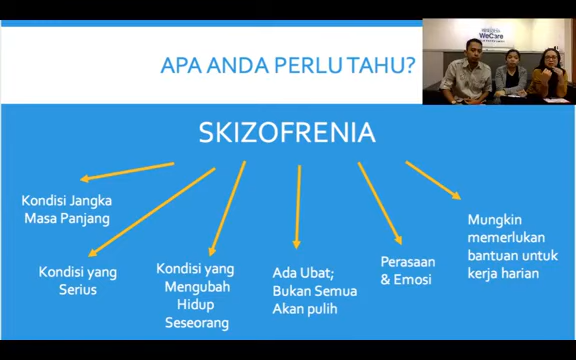 WeCare
APA ANDA PERLU TAHU?
SKIZOFRENIA
Kondisi Jangka
Masa Panjang
Kondisi yang
Serius
Kondisi yang
Mengubah
Hidup
Seseorang
Ada Ubat;
Bukan Semua
Akan pulih
Perasaan
& Emosi
Mungkin
memerlukan
bantuan untuk
kerja harian